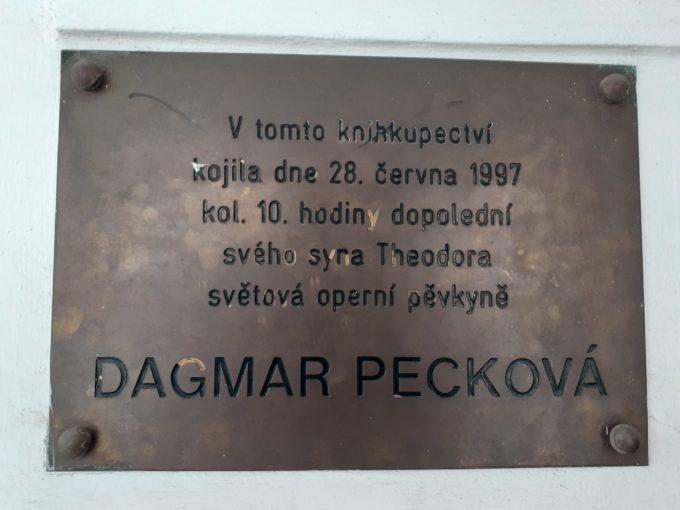 V tomto knihkupectví
kojila dne 28. června 1997
kol. 10. hodiny dopolední
svého syna Theodora
světová operní pěvkyně
DAGMAR PECKOVÁ